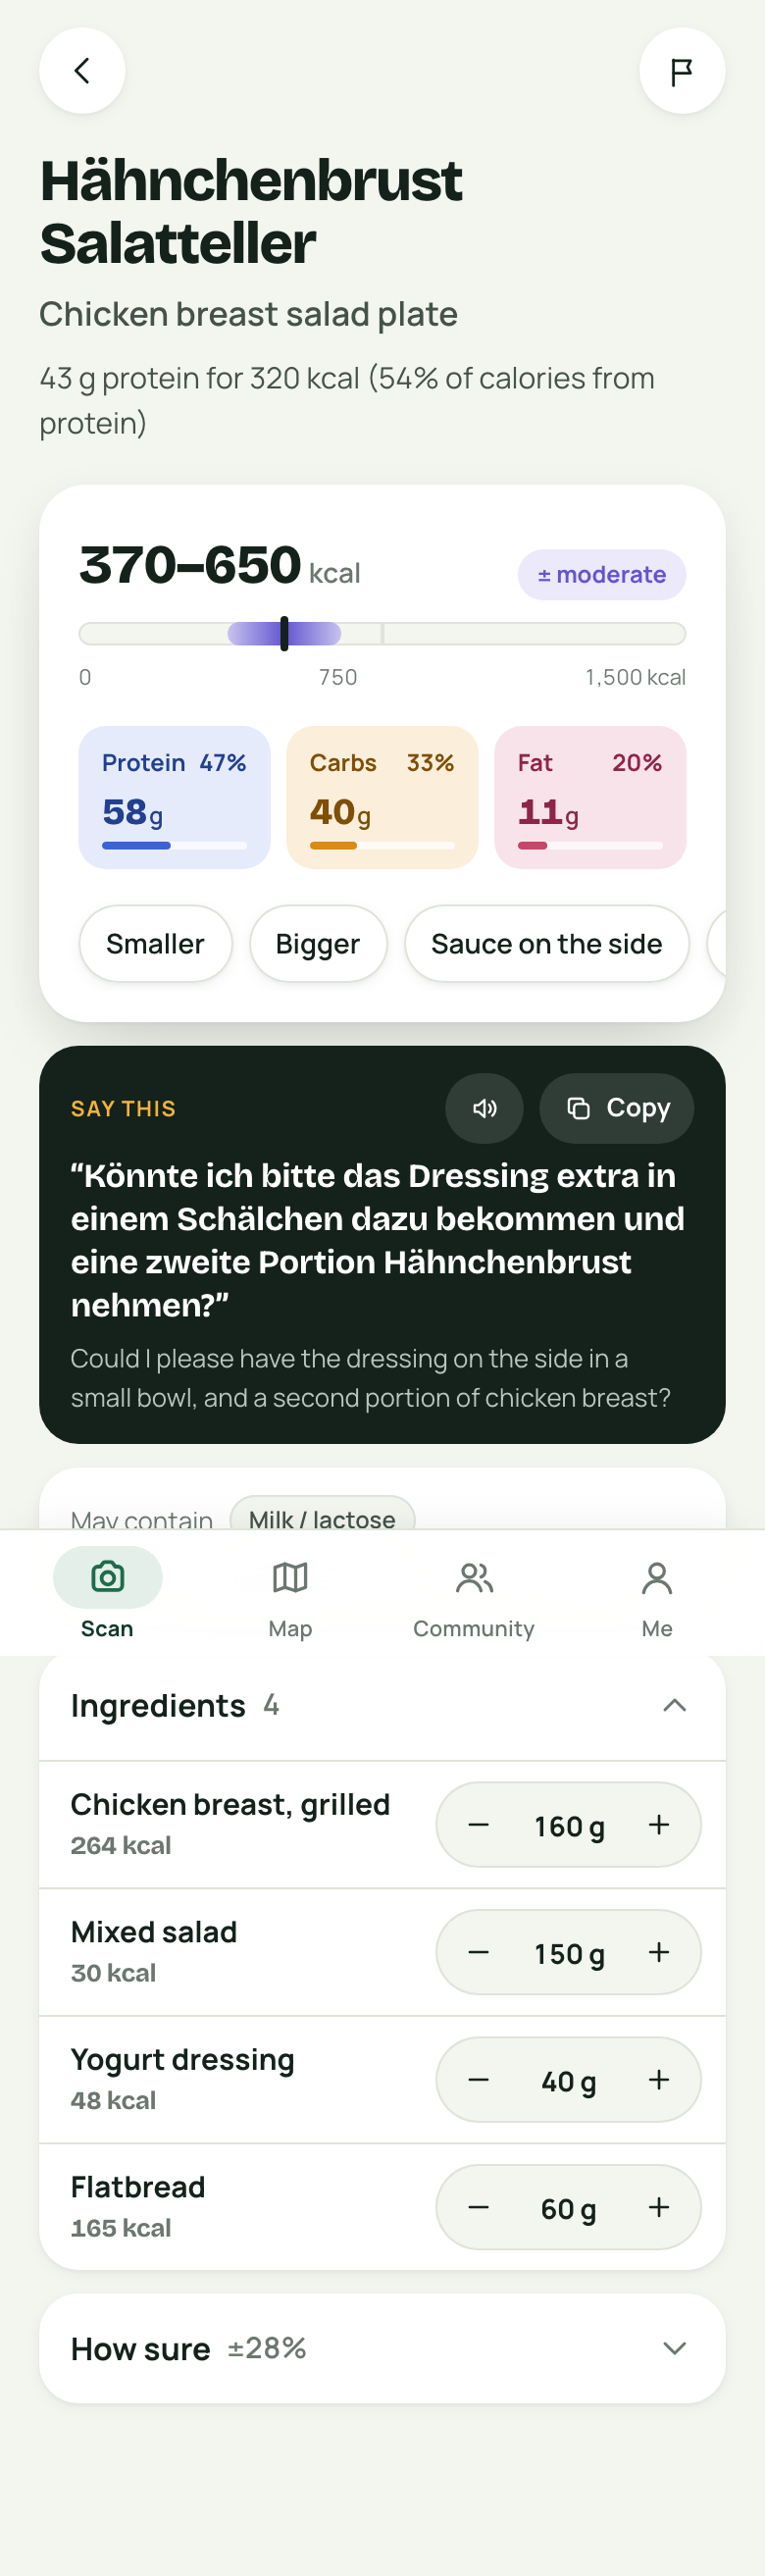 Hähnchenbrust
Salatteller
Chicken breast salad plate
43 g protein for 320 kcal (54% of calories from
protein)
370–650 kcal
± moderate
0 750 1,500 kcal
Protein 47%
58g
Carbs 33%
40g
Fat 20%
11g
Smaller
Bigger
Sauce on the side
SAY THIS
Copy
“Könnte ich bitte das Dressing extra in
einem Schälchen dazu bekommen und
eine zweite Portion Hähnchenbrust
nehmen?”
Could I please have the dressing on the side in a
small bowl, and a second portion of chicken breast?
May contain Milk / lactose
Scan Map Community Me
Ingredients 4
Chicken breast, grilled
264 kcal
− 160 g +
Mixed salad
30 kcal
− 150 g +
Yogurt dressing
48 kcal
− 40 g +
Flatbread
165 kcal
− 60 g +
How sure ±28%